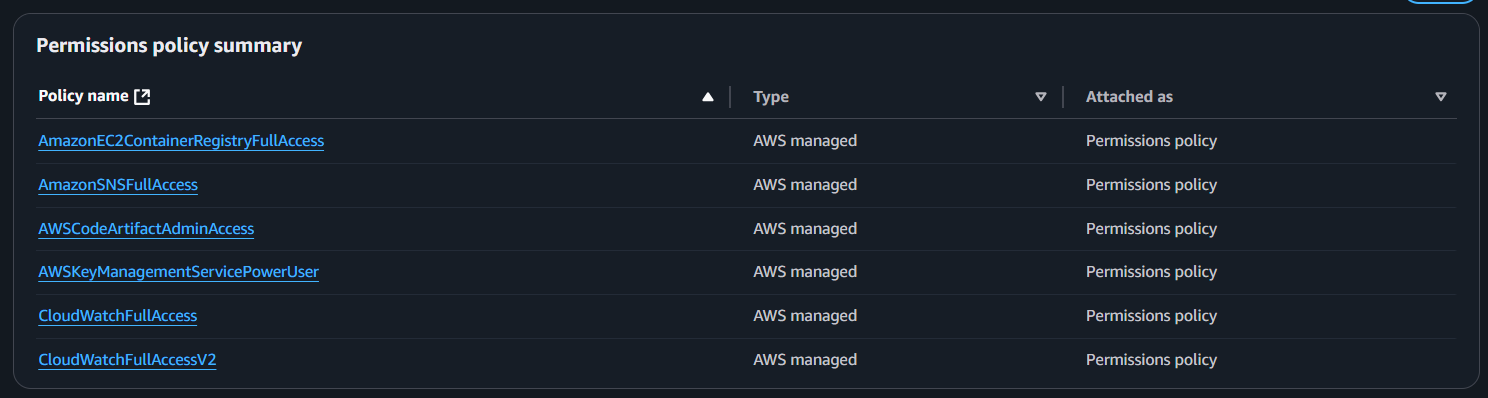 Permissions policy summary
Policy name Type Attached as
AmazonEC2ContainerRegistryFullAccess AWS managed Permissions policy
AmazonSNSFullAccess AWS managed Permissions policy
AWSCodeArtifactAdminAccess AWS managed Permissions policy
AWSKeyManagementServicePowerUser AWS managed Permissions policy
CloudWatchFullAccess AWS managed Permissions policy
CloudWatchFullAccessV2 AWS managed Permissions policy